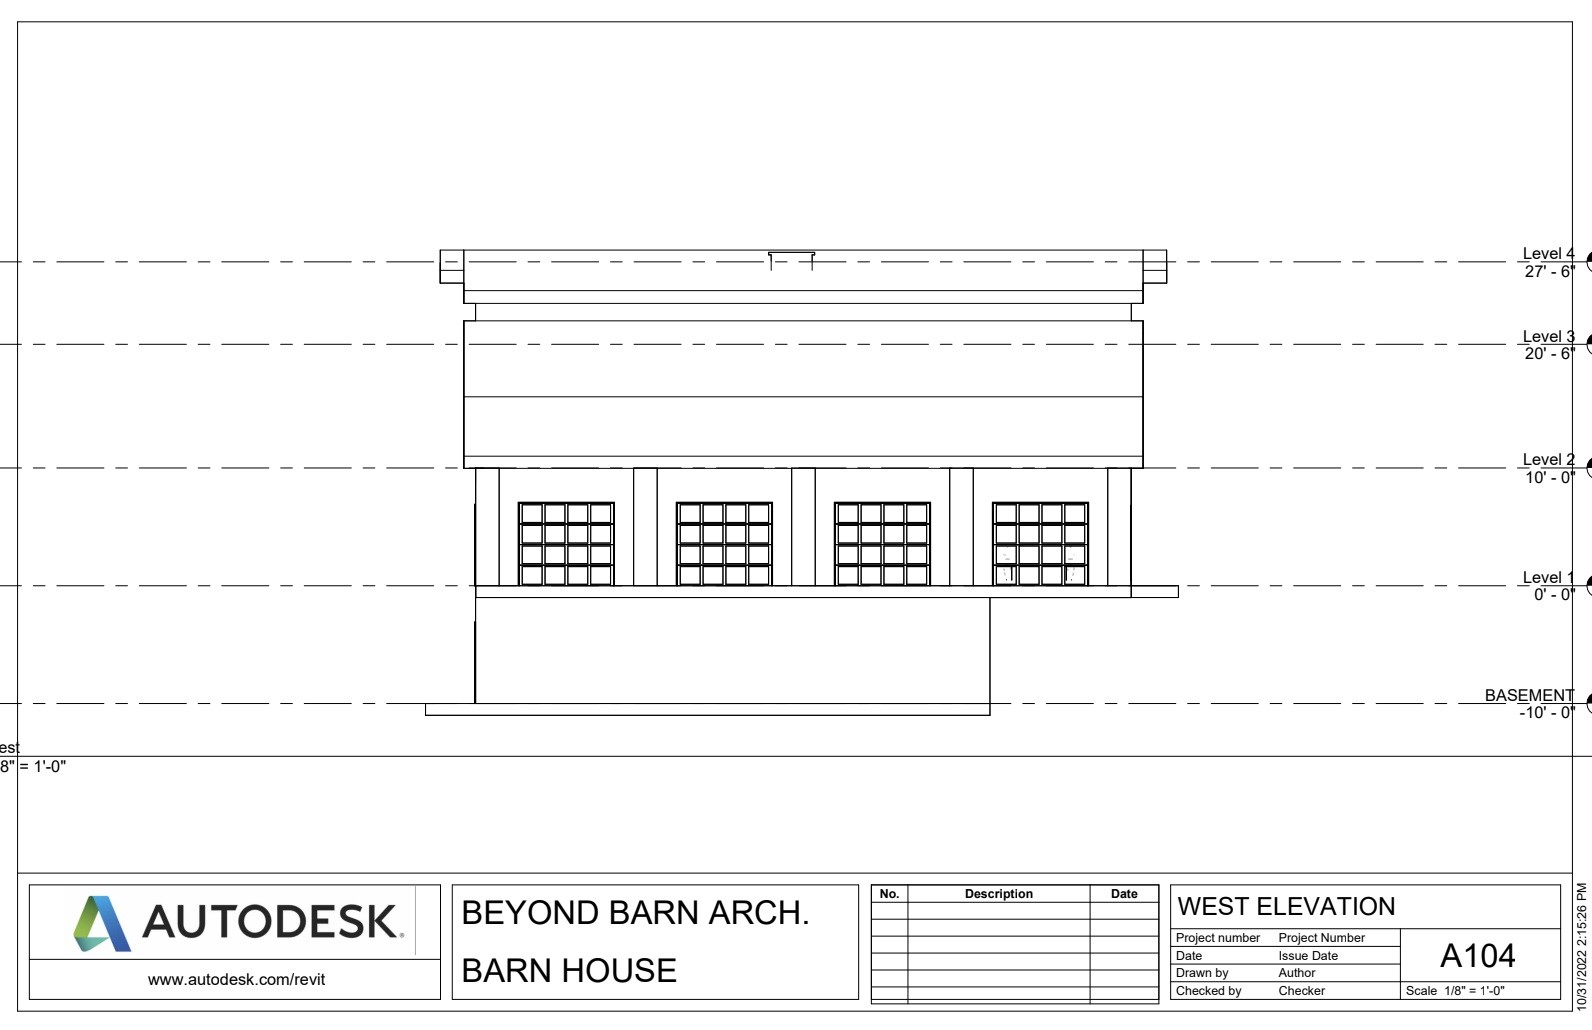 Level 4
27' - 6"
Level 3
20' - 6"
Level 2
10' - 0"
Level 1
0' - 0"
BASEMENT
-10' - 0"
est
8" = 1'-0"
AUTODESK.
www.autodesk.com/revit
BEYOND BARN ARCH.
BARN HOUSE
No. Description Date
WEST ELEVATION
Project number Project Number
Date Issue Date
Drawn by Author
Checked by Checker
A104
Scale 1/8" = 1'-0"
10/31/2022 2:15:26 PM